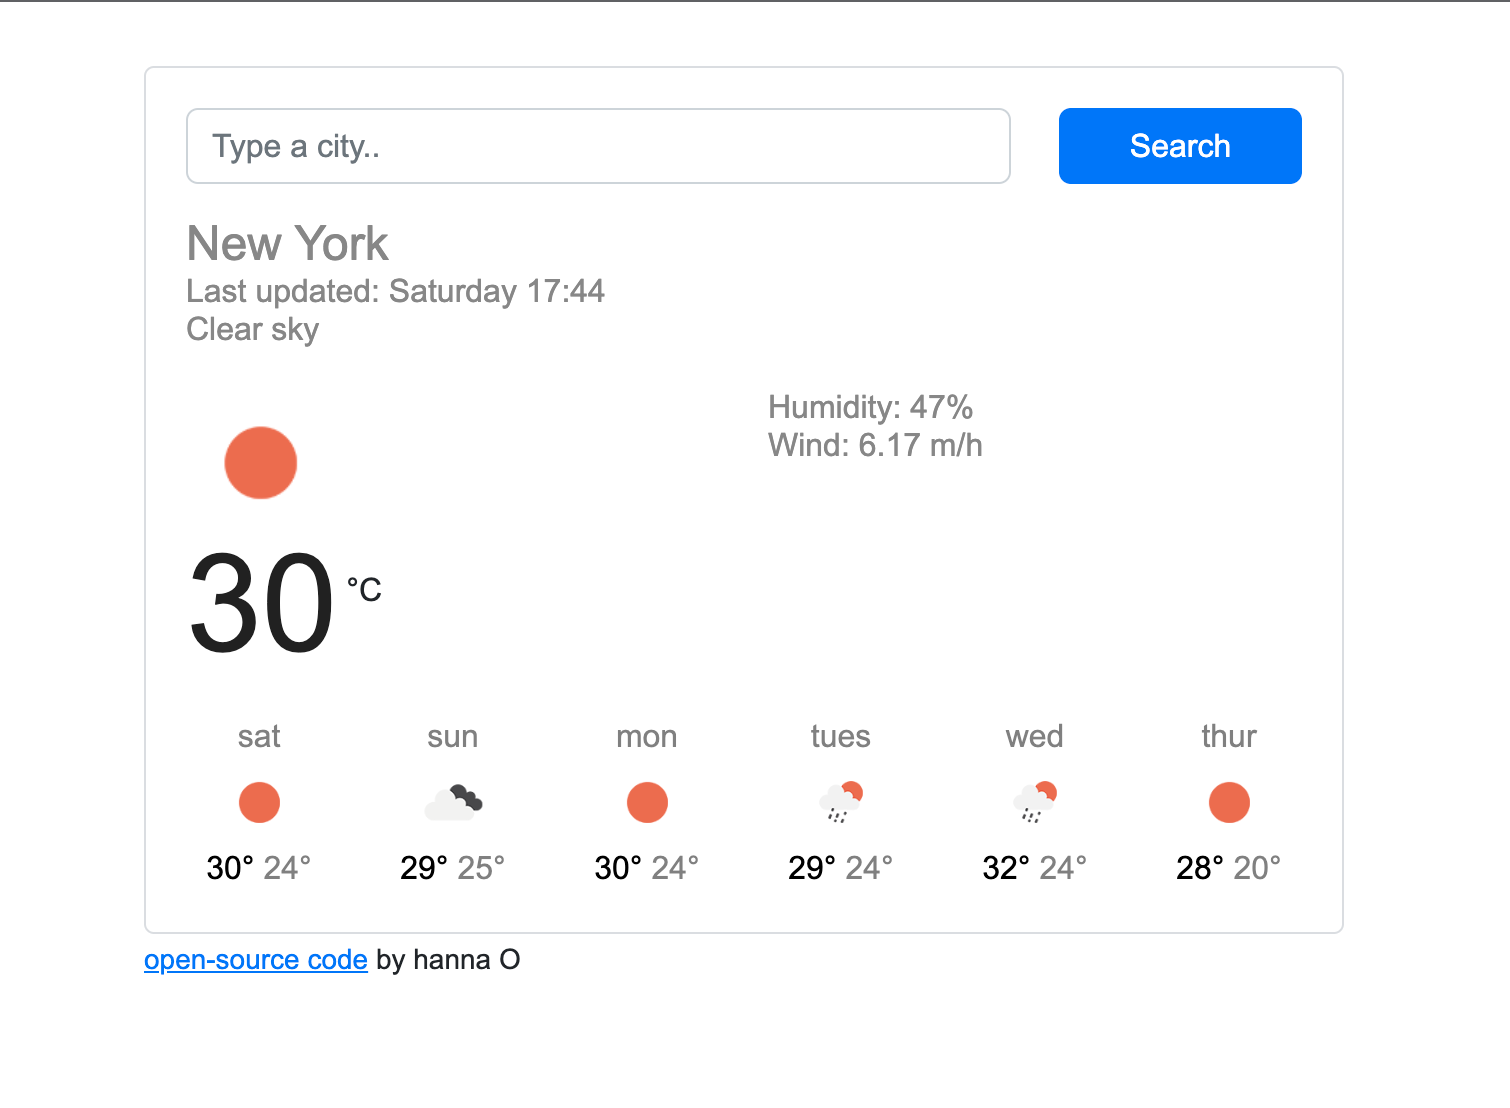 Type a city..
Search
New York
Last updated: Saturday 17:44
Clear sky
Humidity: 47%
Wind: 6.17 m/h
30 °C
sat sun mon tues wed thur
30° 24° 29° 25° 30° 24° 29° 24° 32° 24° 28° 20°
open-source code by hanna O